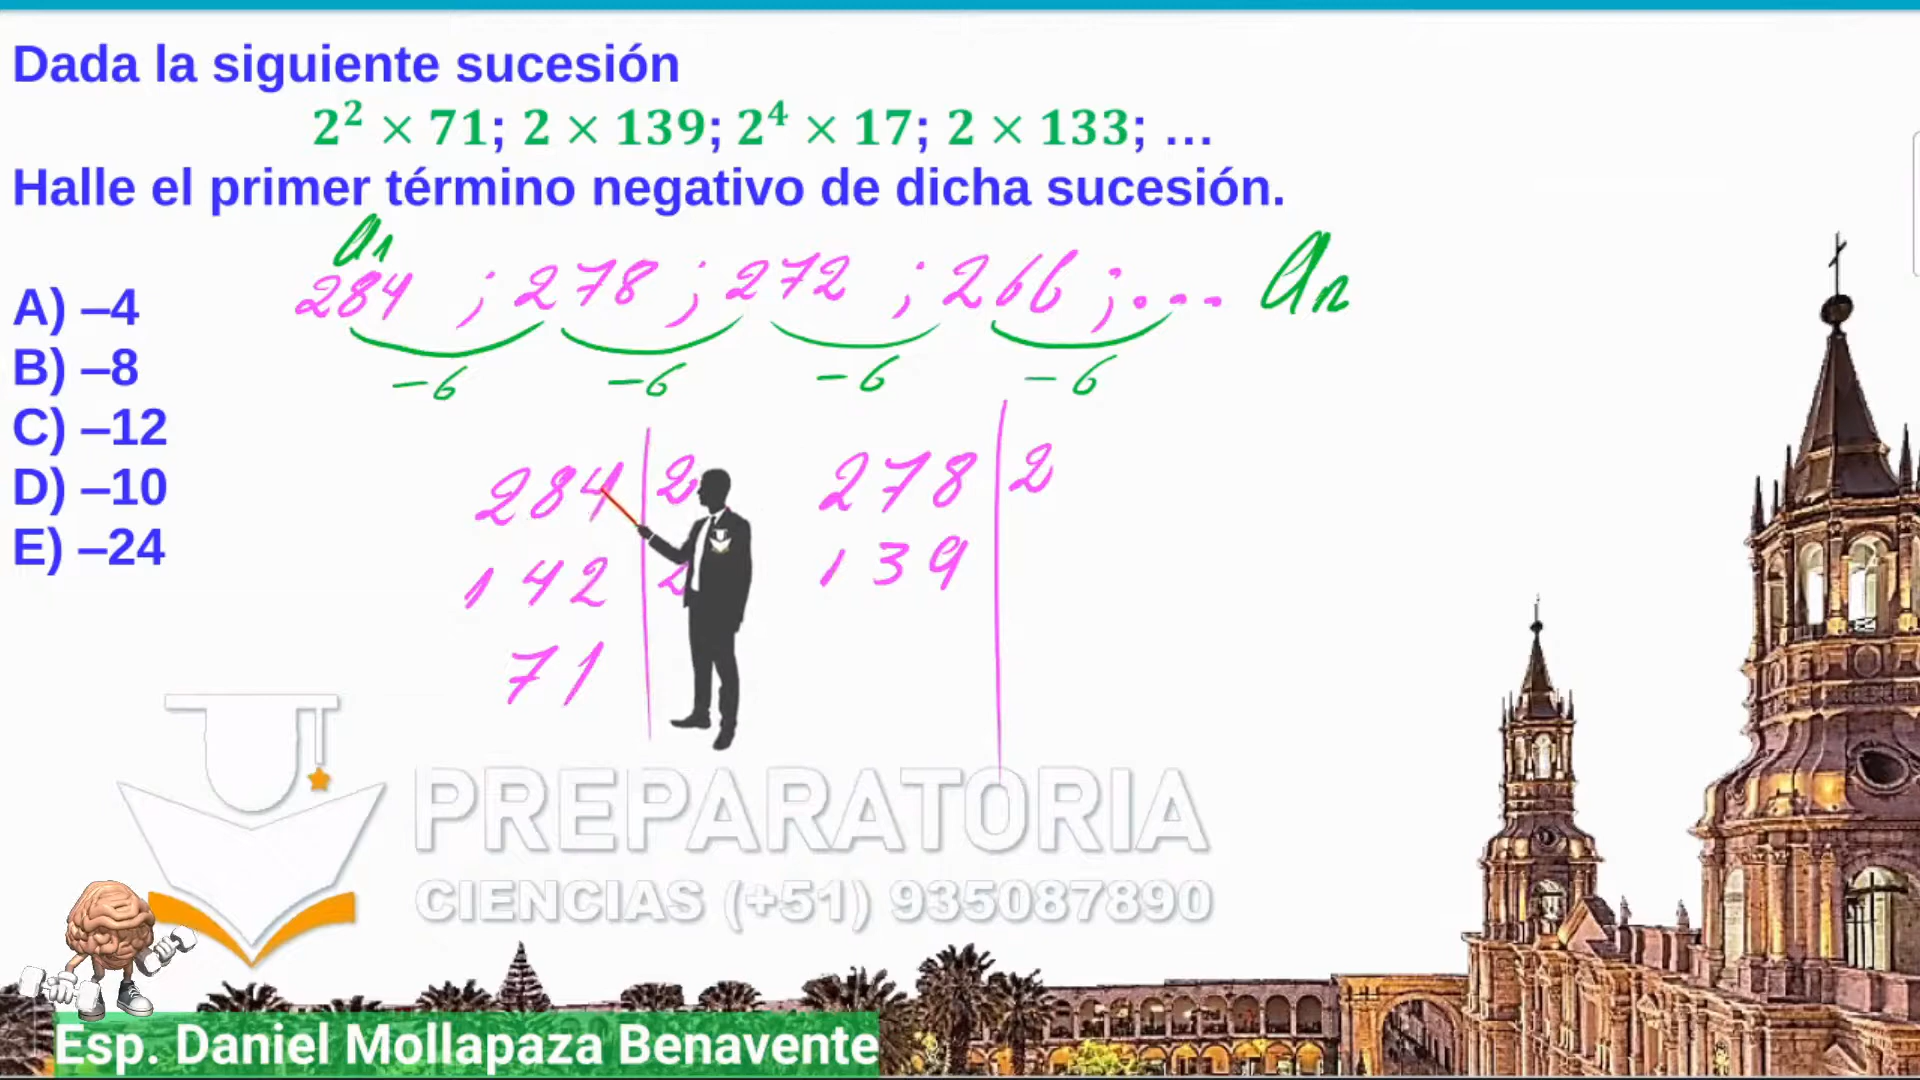 Dada la siguiente sucesión
2² × 71; 2 × 139; 2⁴ × 17; 2 × 133; …
Halle el primer término negativo de dicha sucesión.
a₁
284 ; 278 ; 272 ; 266 ; ... aₙ
−6 −6 −6 −6
A) –4
B) –8
C) –12
D) –10
E) –24
284 | 2 278 | 2
142 | 2 139
71
PREPARATORIA
CIENCIAS (+51) 935087890
Esp. Daniel Mollapaza Benavente